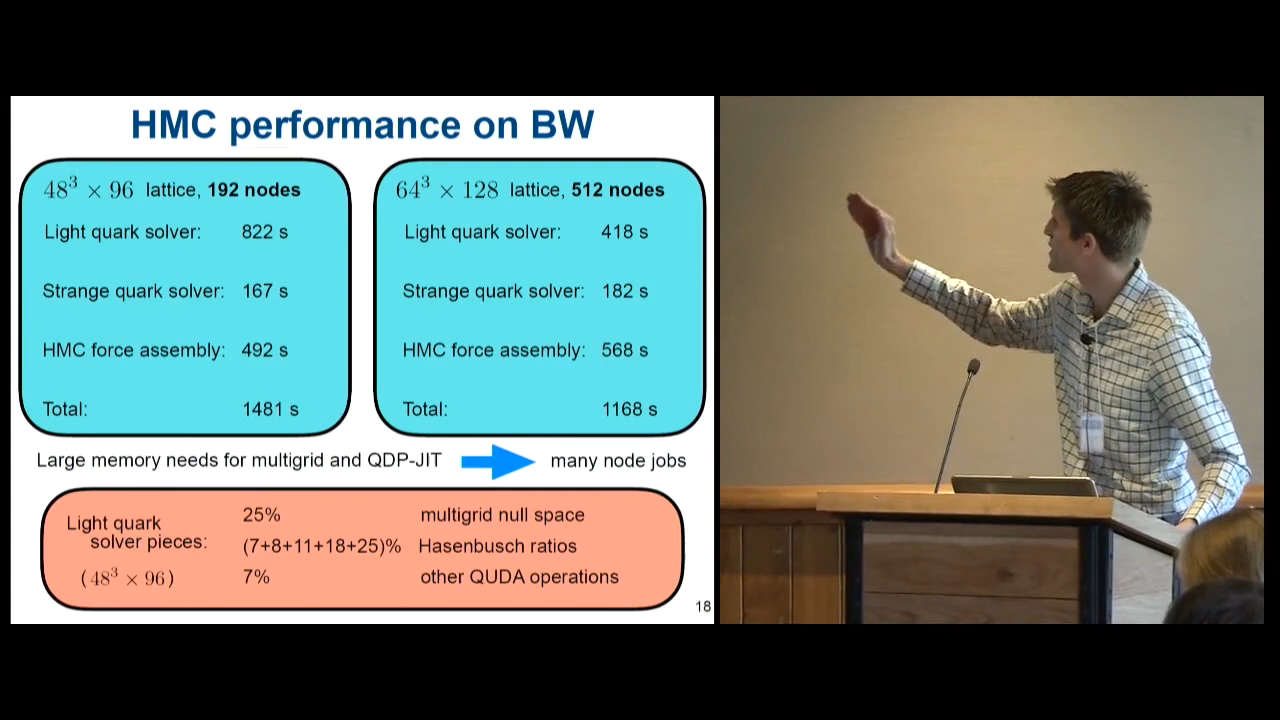 HMC performance on BW
48³ × 96 lattice, 192 nodes
Light quark solver: 822 s
Strange quark solver: 167 s
HMC force assembly: 492 s
Total: 1481 s
64³ × 128 lattice, 512 nodes
Light quark solver: 418 s
Strange quark solver: 182 s
HMC force assembly: 568 s
Total: 1168 s
Large memory needs for multigrid and QDP-JIT many node jobs
Light quark
solver pieces:
(48³ × 96)
25% multigrid null space
(7+8+11+18+25)% Hasenbusch ratios
7% other QUDA operations
18